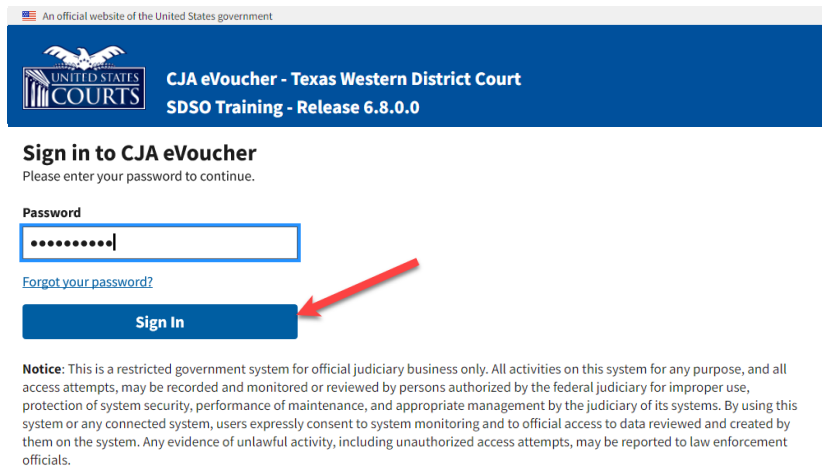 An official website of the United States government
UNITED STATES
COURTS
CJA eVoucher - Texas Western District Court
SDSO Training - Release 6.8.0.0
Sign in to CJA eVoucher
Please enter your password to continue.
Password
••••••••••
Forgot your password?
Sign In
Notice: This is a restricted government system for official judiciary business only. All activities on this system for any purpose, and all
access attempts, may be recorded and monitored or reviewed by persons authorized by the federal judiciary for improper use,
protection of system security, performance of maintenance, and appropriate management by the judiciary of its systems. By using this
system or any connected system, users expressly consent to system monitoring and to official access to data reviewed and created by
them on the system. Any evidence of unlawful activity, including unauthorized access attempts, may be reported to law enforcement
officials.